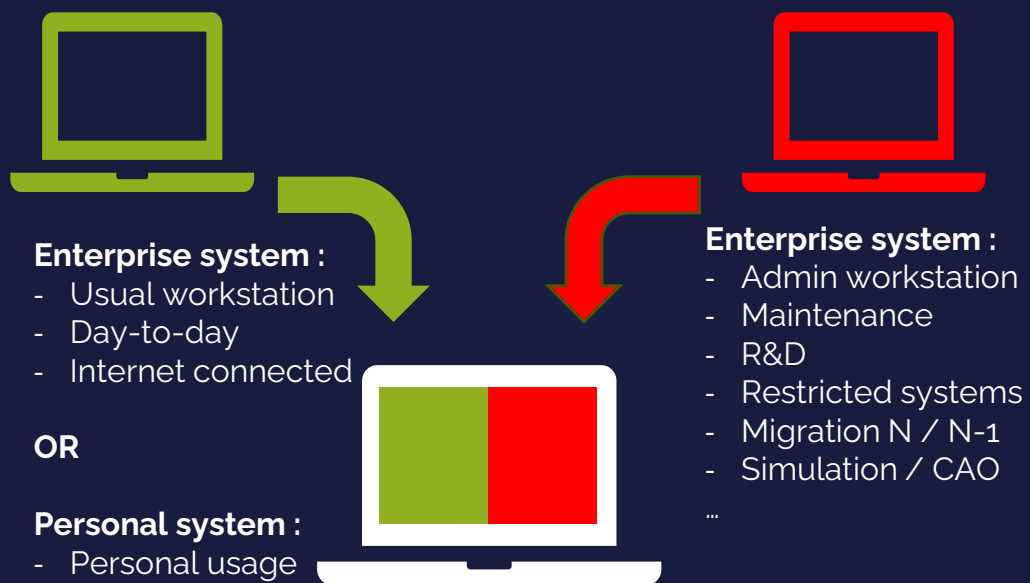 Enterprise system :
- Usual workstation
- Day-to-day
- Internet connected
OR
Personal system :
- Personal usage
Enterprise system :
- Admin workstation
- Maintenance
- R&D
- Restricted systems
- Migration N / N-1
- Simulation / CAO
...